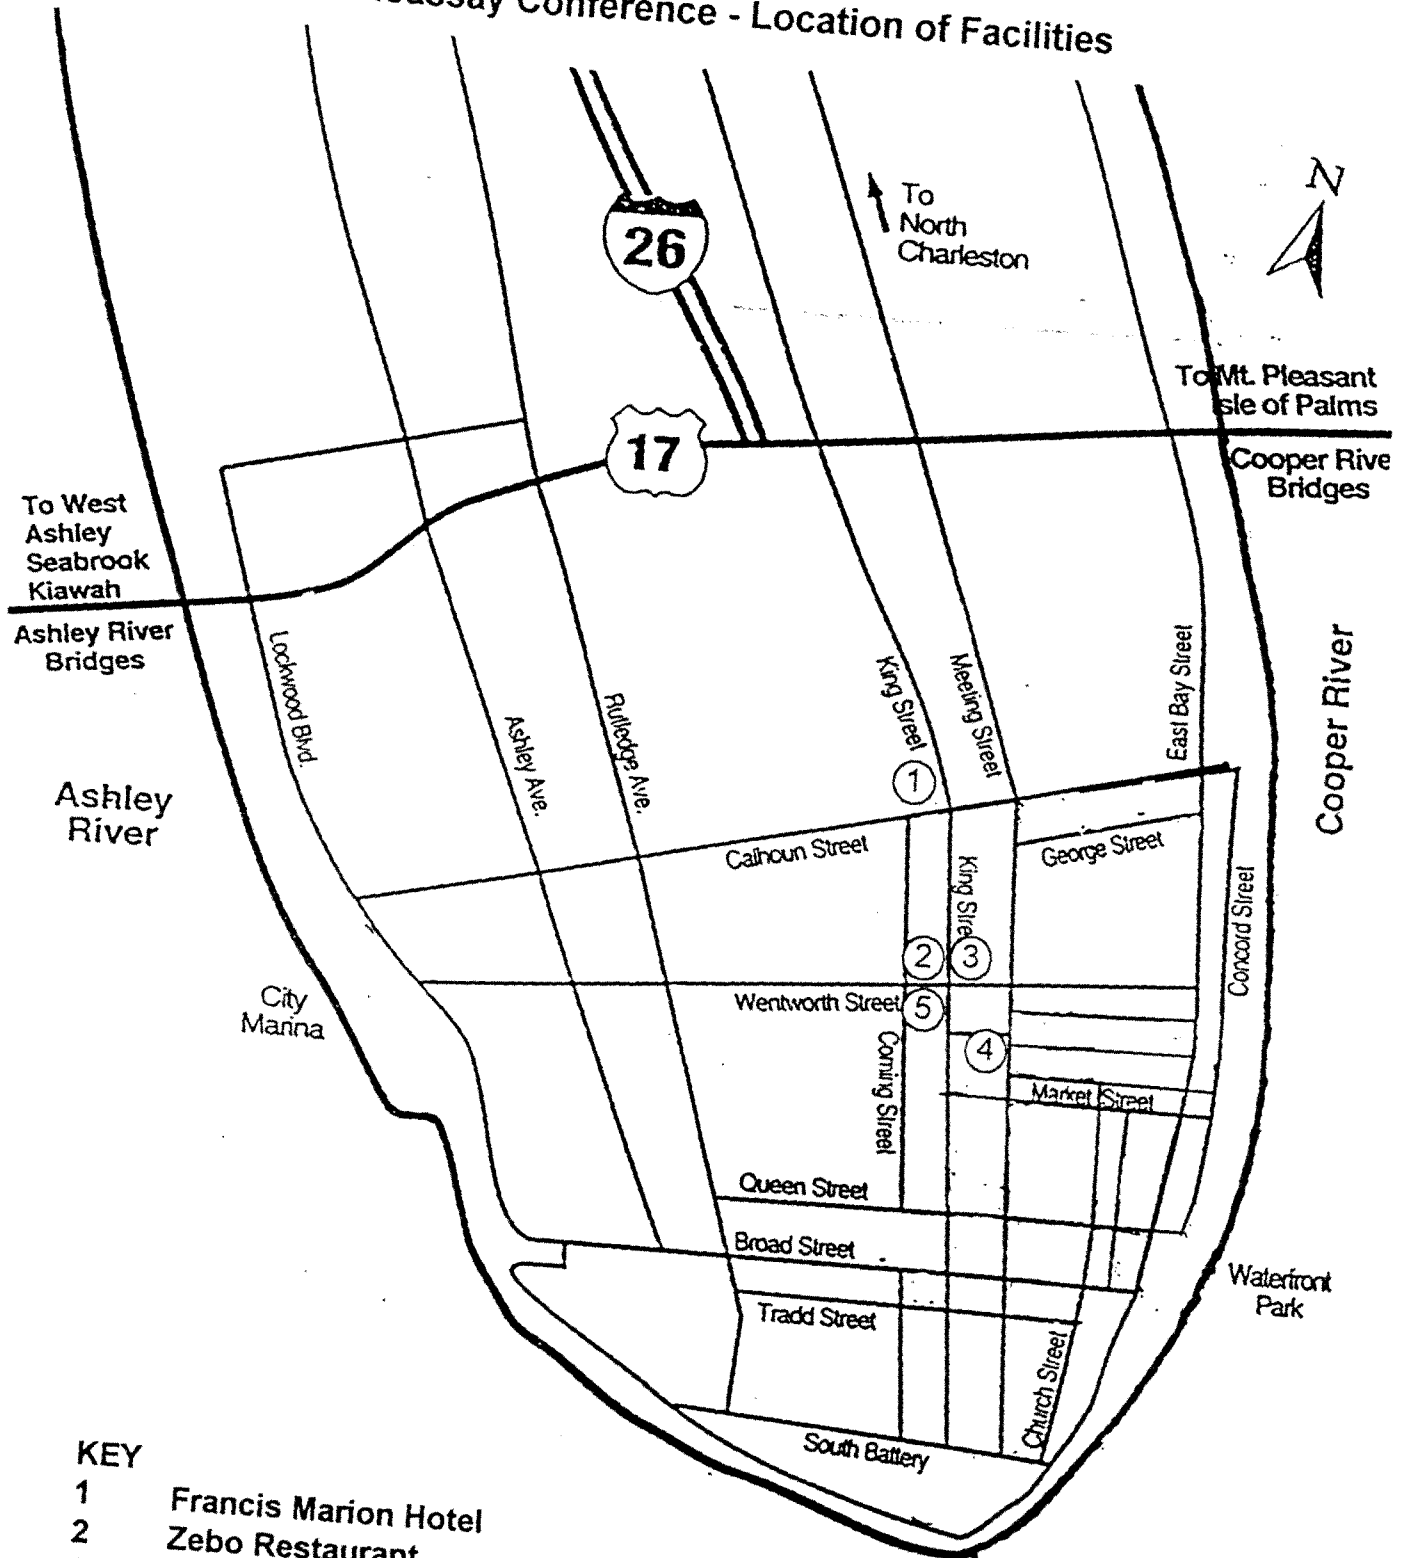 Conference - Location of Facilities
N
To
North
Charleston
26
To Mt. Pleasant
Isle of Palms
17
Cooper Rive
Bridges
To West
Ashley
Seabrook
Kiawah
Ashley River
Bridges
Lockwood Blvd.
Ashley Ave.
Rutledge Ave.
King Street
Meeting Street
East Bay Street
Cooper River
Ashley
River
1
Calhoun Street
George Street
King Stre
Concord Street
2
3
City
Marina
Wentworth Street
5
4
Coming Street
Market Street
Queen Street
Broad Street
Waterfront
Park
Tradd Street
Church Street
South Battery
KEY
1 Francis Marion Hotel
2 Zebo Restaurant